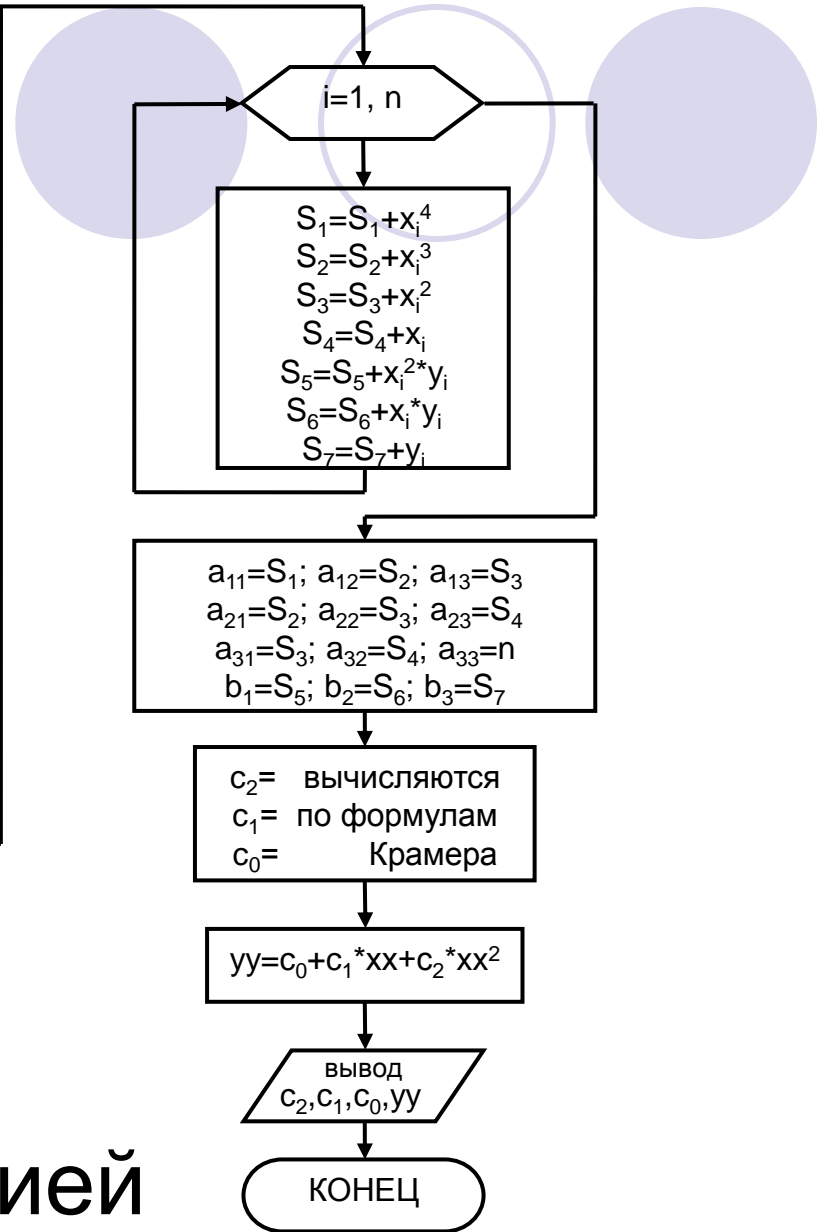 i=1, n
S₁=S₁+xᵢ⁴
S₂=S₂+xᵢ³
S₃=S₃+xᵢ²
S₄=S₄+xᵢ
S₅=S₅+xᵢ²*yᵢ
S₆=S₆+xᵢ*yᵢ
S₇=S₇+yᵢ
a₁₁=S₁; a₁₂=S₂; a₁₃=S₃
a₂₁=S₂; a₂₂=S₃; a₂₃=S₄
a₃₁=S₃; a₃₂=S₄; a₃₃=n
b₁=S₅; b₂=S₆; b₃=S₇
c₂= вычисляются
c₁= по формулам
c₀= Крамера
yy=c₀+c₁*xx+c₂*xx²
вывод
c₂,c₁,c₀,yy
КОНЕЦ
ией